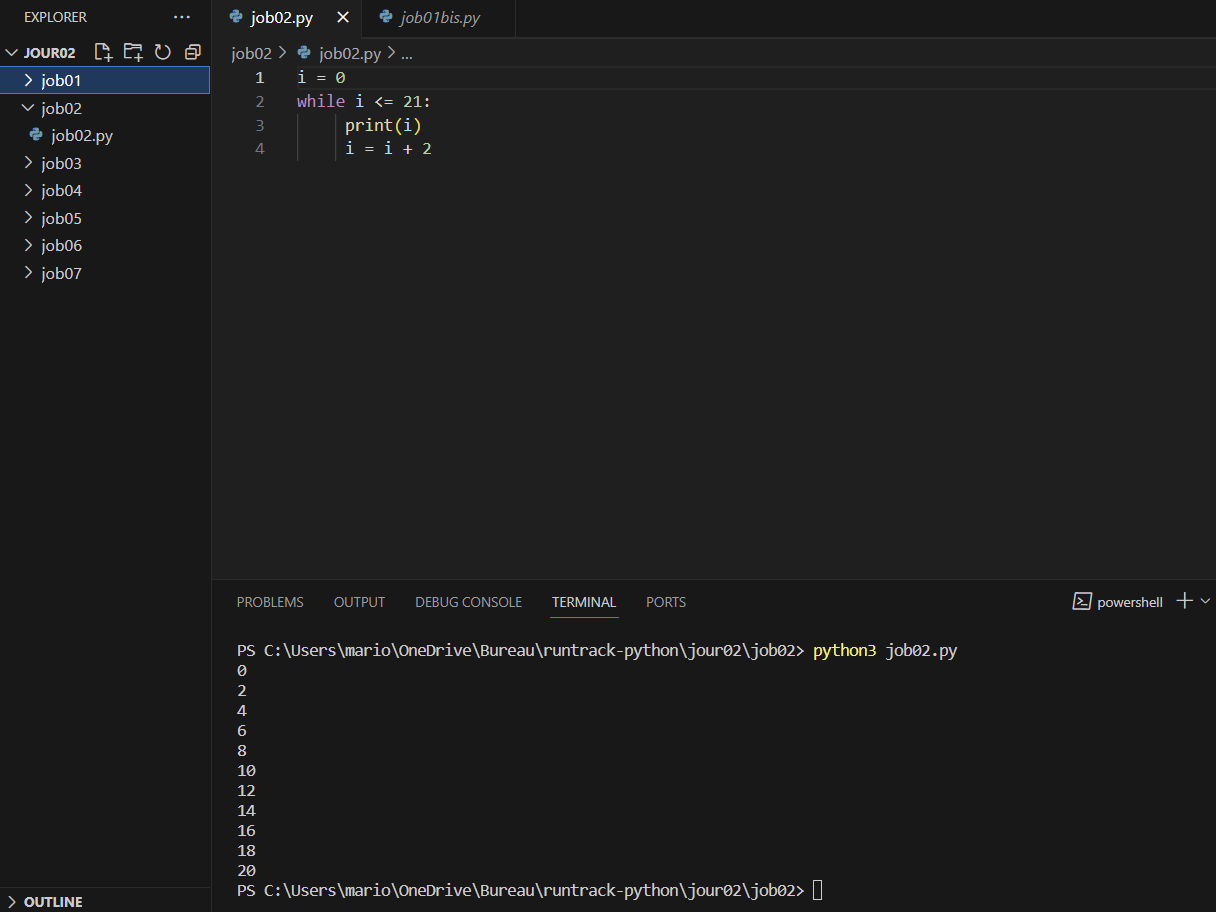 EXPLORER
JOUR02
job01
job02
job02.py
job03
job04
job05
job06
job07
OUTLINE
job02.py
job01bis.py
job02 > job02.py > ...
1 i = 0
2 while i <= 21:
3 print(i)
4 i = i + 2
PROBLEMS OUTPUT DEBUG CONSOLE TERMINAL PORTS
powershell
PS C:\Users\mario\OneDrive\Bureau\runtrack-python\jour02\job02> python3 job02.py
0
2
4
6
8
10
12
14
16
18
20
PS C:\Users\mario\OneDrive\Bureau\runtrack-python\jour02\job02>